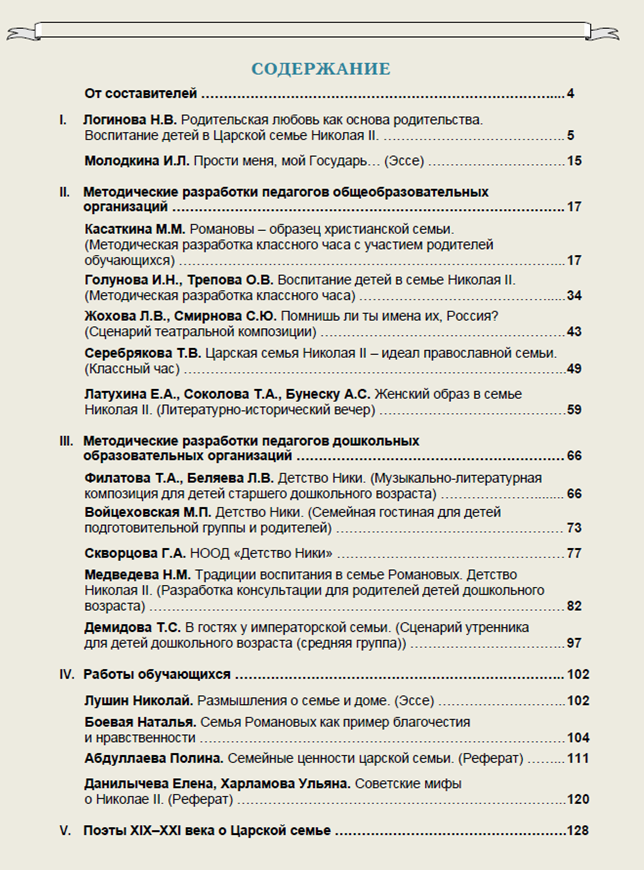 СОДЕРЖАНИЕ
От составителей ........................................................................ 4
I. Логинова Н.В. Родительская любовь как основа родительства.
Воспитание детей в Царской семье Николая II. ........................................ 5
Молодкина И.Л. Прости меня, мой Государь… (Эссе) .............................. 15
II. Методические разработки педагогов общеобразовательных
организаций .............................................................................. 17
Касаткина М.М. Романовы – образец христианской семьи.
(Методическая разработка классного часа с участием родителей
обучающихся) ............................................................................. 17
Голунова И.Н., Трепова О.В. Воспитание детей в семье Николая II.
(Методическая разработка классного часа) ............................................. 34
Жохова Л.В., Смирнова С.Ю. Помнишь ли ты имена их, Россия?
(Сценарий театральной композиции) ..................................................... 43
Серебрякова Т.В. Царская семья Николая II – идеал православной семьи.
(Классный час) ........................................................................... 49
Латухина Е.А., Соколова Т.А., Бунеску А.С. Женский образ в семье
Николая II. (Литературно-исторический вечер) ......................................... 59
III. Методические разработки педагогов дошкольных
образовательных организаций ........................................................ 66
Филатова Т.А., Беляева Л.В. Детство Ники. (Музыкально-литературная
композиция для детей старшего дошкольного возраста) .............................. 66
Войцеховская М.П. Детство Ники. (Семейная гостиная для детей
подготовительной группы и родителей) .................................................. 73
Скворцова Г.А. НООД «Детство Ники» .................................................. 77
Медведева Н.М. Традиции воспитания в семье Романовых. Детство
Николая II. (Разработка консультации для родителей детей дошкольного
возраста) .................................................................................. 82
Демидова Т.С. В гостях у императорской семьи. (Сценарий утренника
для детей дошкольного возраста (средняя группа)) ..................................... 97
IV. Работы обучающихся ................................................................. 102
Лушин Николай. Размышления о семье и доме. (Эссе) .............................. 102
Боевая Наталья. Семья Романовых как пример благочестия
и нравственности ......................................................................... 104
Абдуллаева Полина. Семейные ценности царской семьи. (Реферат) ........... 111
Данилычева Елена, Харламова Ульяна. Советские мифы
о Николае II. (Реферат) .................................................................. 120
V. Поэты XIX–XXI века о Царской семье ................................................ 128